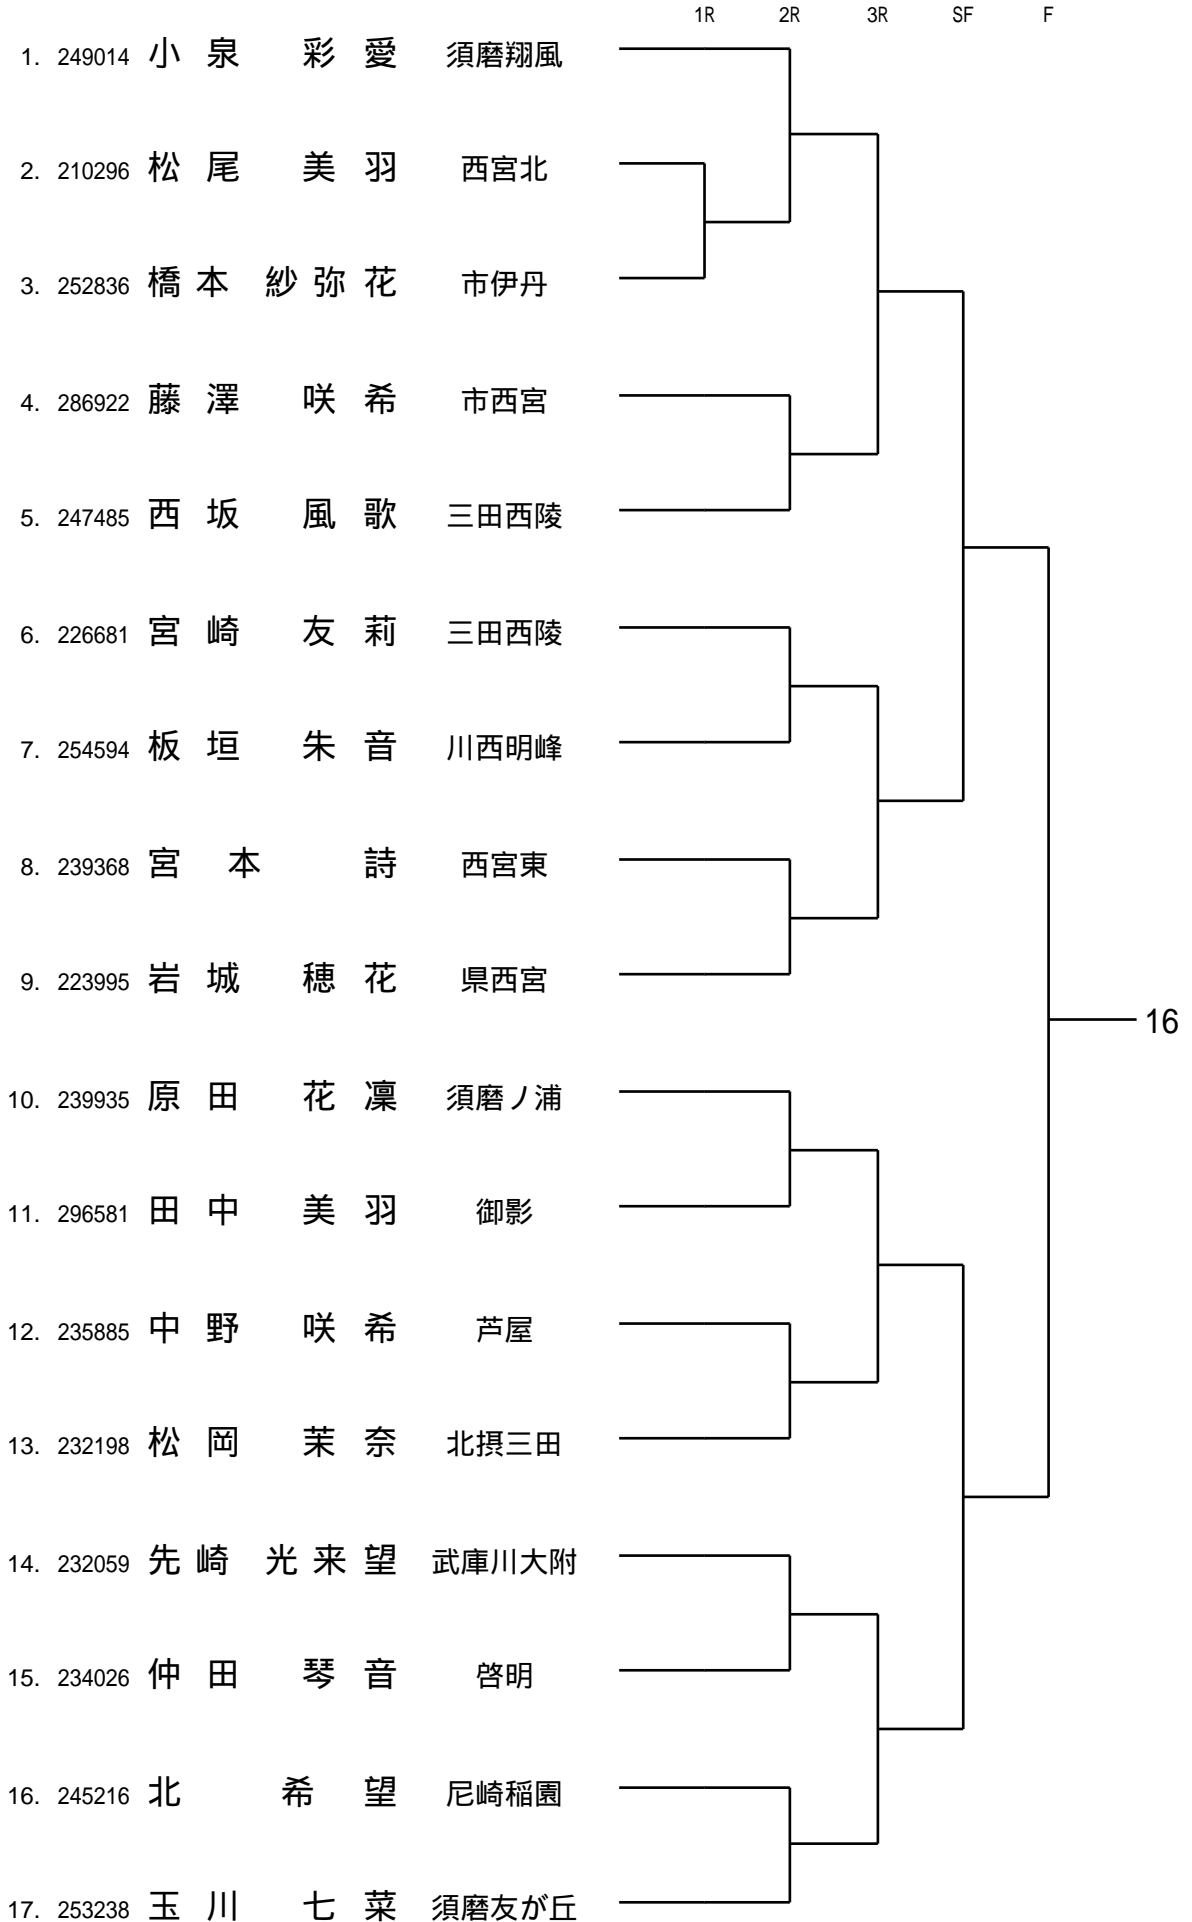 1R 2R 3R SF F
1. 249014 小泉 彩愛 須磨翔風
2. 210296 松尾 美羽 西宮北
3. 252836 橋本 紗弥花 市伊丹
4. 286922 藤澤 咲希 市西宮
5. 247485 西坂 風歌 三田西陵
6. 226681 宮崎 友莉 三田西陵
7. 254594 板垣 朱音 川西明峰
8. 239368 宮本 詩 西宮東
9. 223995 岩城 穂花 県西宮
16
10. 239935 原田 花凜 須磨ノ浦
11. 296581 田中 美羽 御影
12. 235885 中野 咲希 芦屋
13. 232198 松岡 茉奈 北摂三田
14. 232059 先崎 光来望 武庫川大附
15. 234026 仲田 琴音 啓明
16. 245216 北 希望 尼崎稲園
17. 253238 玉川 七菜 須磨友が丘